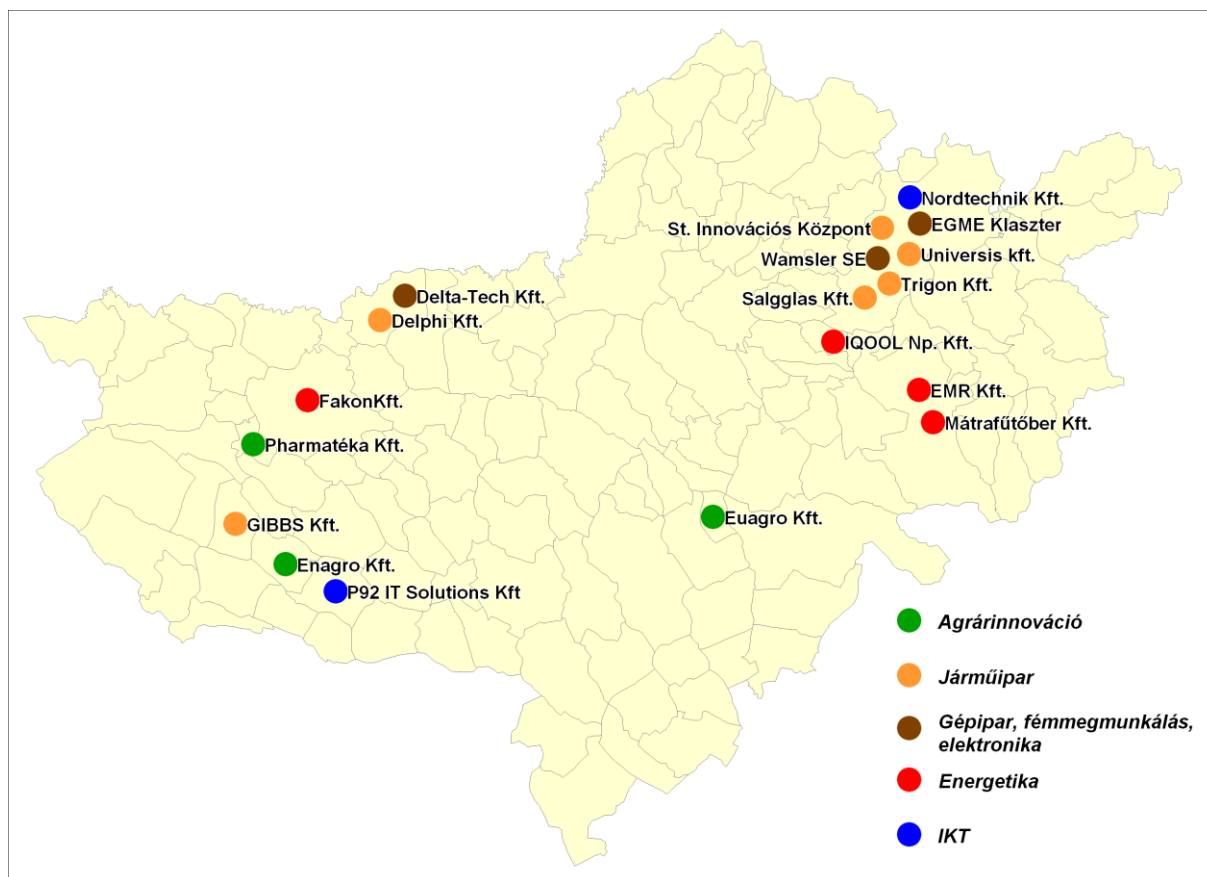 Nordtechnik Kft.
EGME Klaszter
St. Innovációs Központ
Universis kft.
Wamsler SE
Trigon Kft.
Salgglas Kft.
Delta-Tech Kft.
Delphi Kft.
IQOOL Np. Kft.
EMR Kft.
FakonKft.
Mátrafűtőber Kft.
Pharmatéka Kft.
Euagro Kft.
GIBBS Kft.
Enagro Kft.
P92 IT Solutions Kft
Agrárinnováció
Járműipar
Gépipar, fémmegmunkálás,
elektronika
Energetika
IKT